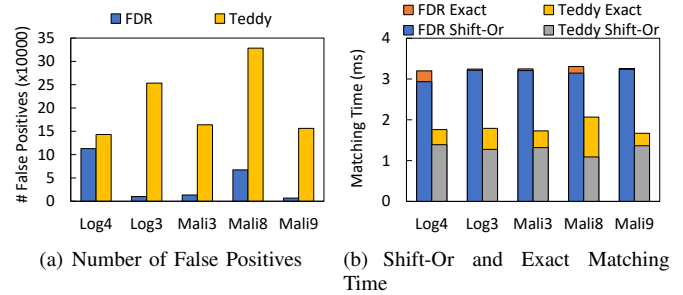 FDR Teddy
# False Positives (x10000)
35
30
25
20
15
10
5
0
Log4 Log3 Mali3 Mali8 Mali9
(a) Number of False Positives
FDR Exact Teddy Exact
FDR Shift-Or Teddy Shift-Or
Matching Time (ms)
4
3
2
1
0
Log4 Log3 Mali3 Mali8 Mali9
(b) Shift-Or and Exact Matching
Time